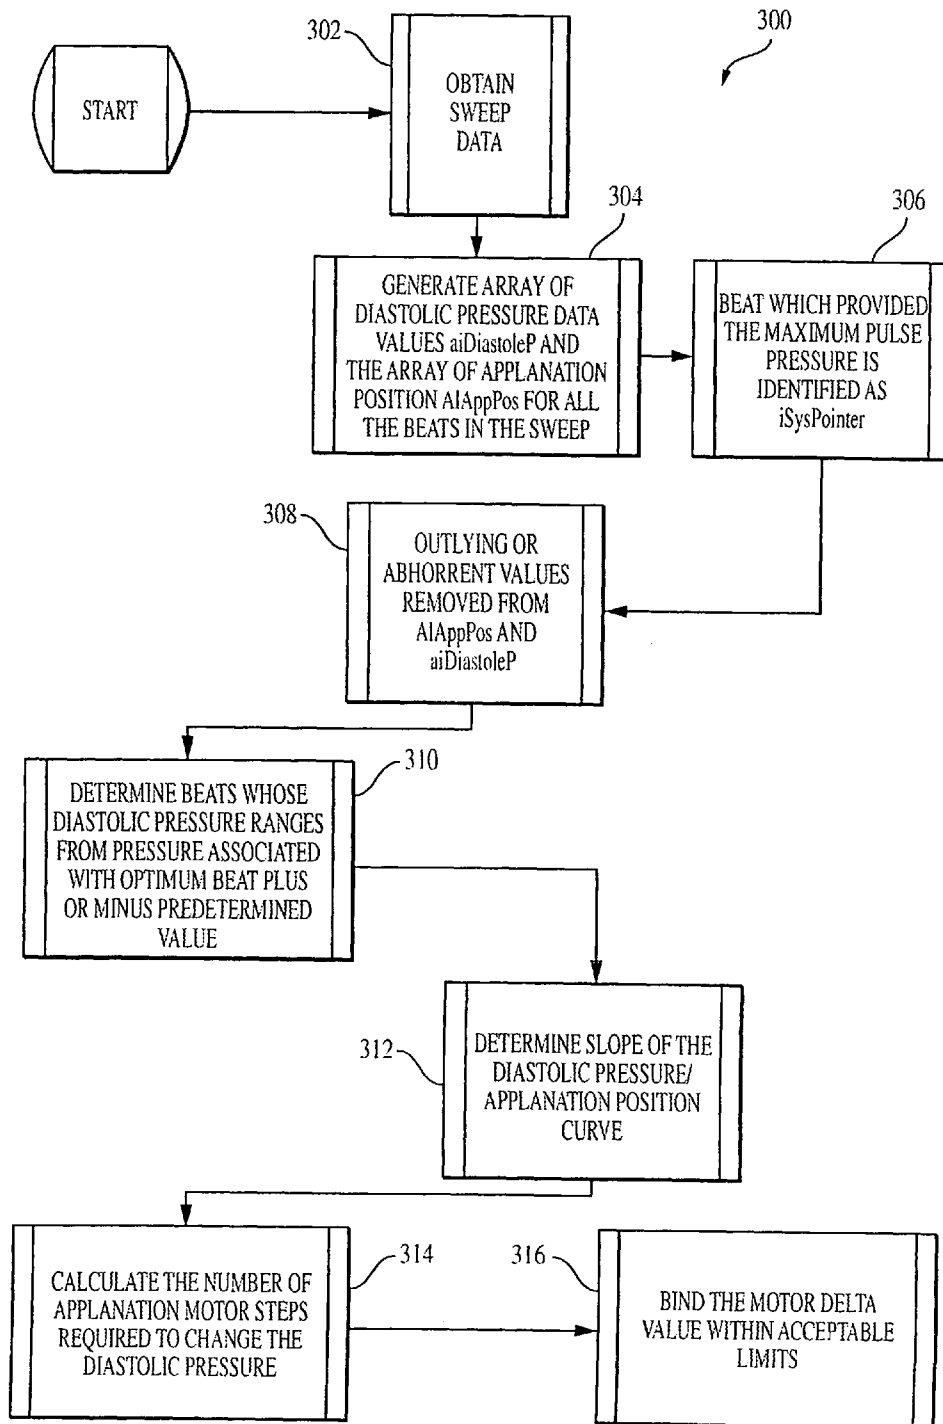 300
START
302
OBTAIN
SWEEP
DATA
304
GENERATE ARRAY OF
DIASTOLIC PRESSURE DATA
VALUES aiDiastoleP AND
THE ARRAY OF APPLANATION
POSITION AlAppPos FOR ALL
THE BEATS IN THE SWEEP
306
BEAT WHICH PROVIDED
THE MAXIMUM PULSE
PRESSURE IS
IDENTIFIED AS
iSysPointer
308
OUTLYING OR
ABHORRENT VALUES
REMOVED FROM
AlAppPos AND
aiDiastoleP
310
DETERMINE BEATS WHOSE
DIASTOLIC PRESSURE RANGES
FROM PRESSURE ASSOCIATED
WITH OPTIMUM BEAT PLUS
OR MINUS PREDETERMINED
VALUE
312
DETERMINE SLOPE OF THE
DIASTOLIC PRESSURE/
APPLANATION POSITION
CURVE
314
CALCULATE THE NUMBER OF
APPLANATION MOTOR STEPS
REQUIRED TO CHANGE THE
DIASTOLIC PRESSURE
316
BIND THE MOTOR DELTA
VALUE WITHIN ACCEPTABLE
LIMITS